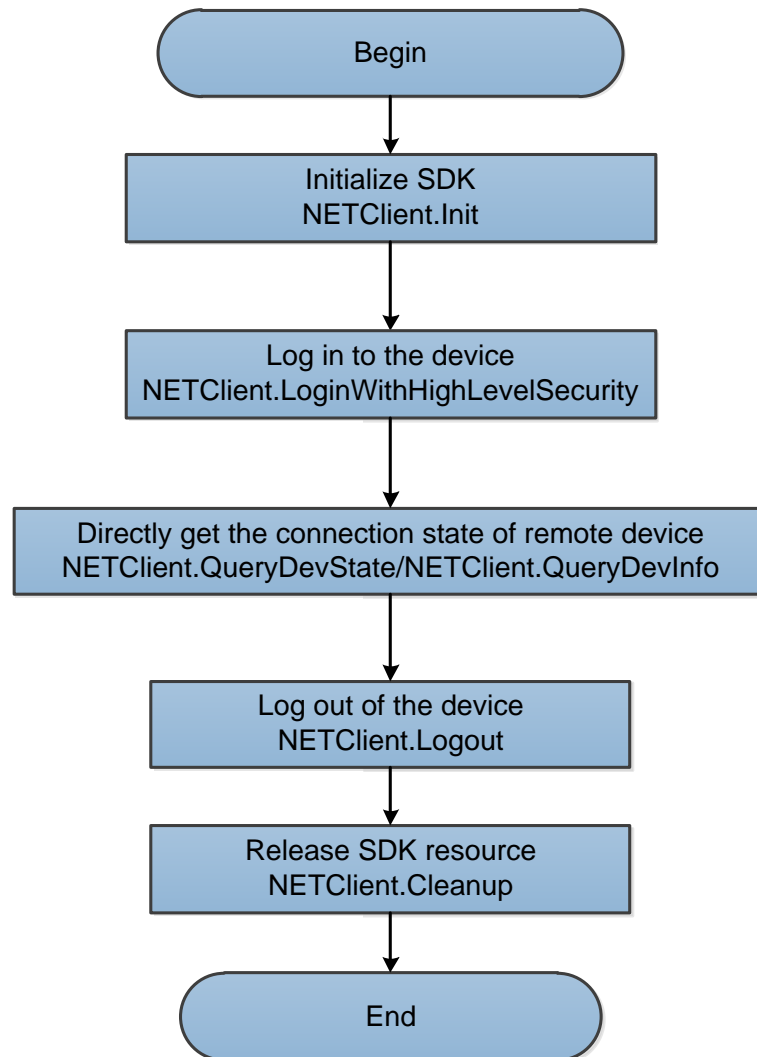 Begin
Initialize SDK
NETClient.Init
Log in to the device
NETClient.LoginWithHighLevelSecurity
Directly get the connection state of remote device
NETClient.QueryDevState/NETClient.QueryDevInfo
Log out of the device
NETClient.Logout
Release SDK resource
NETClient.Cleanup
End